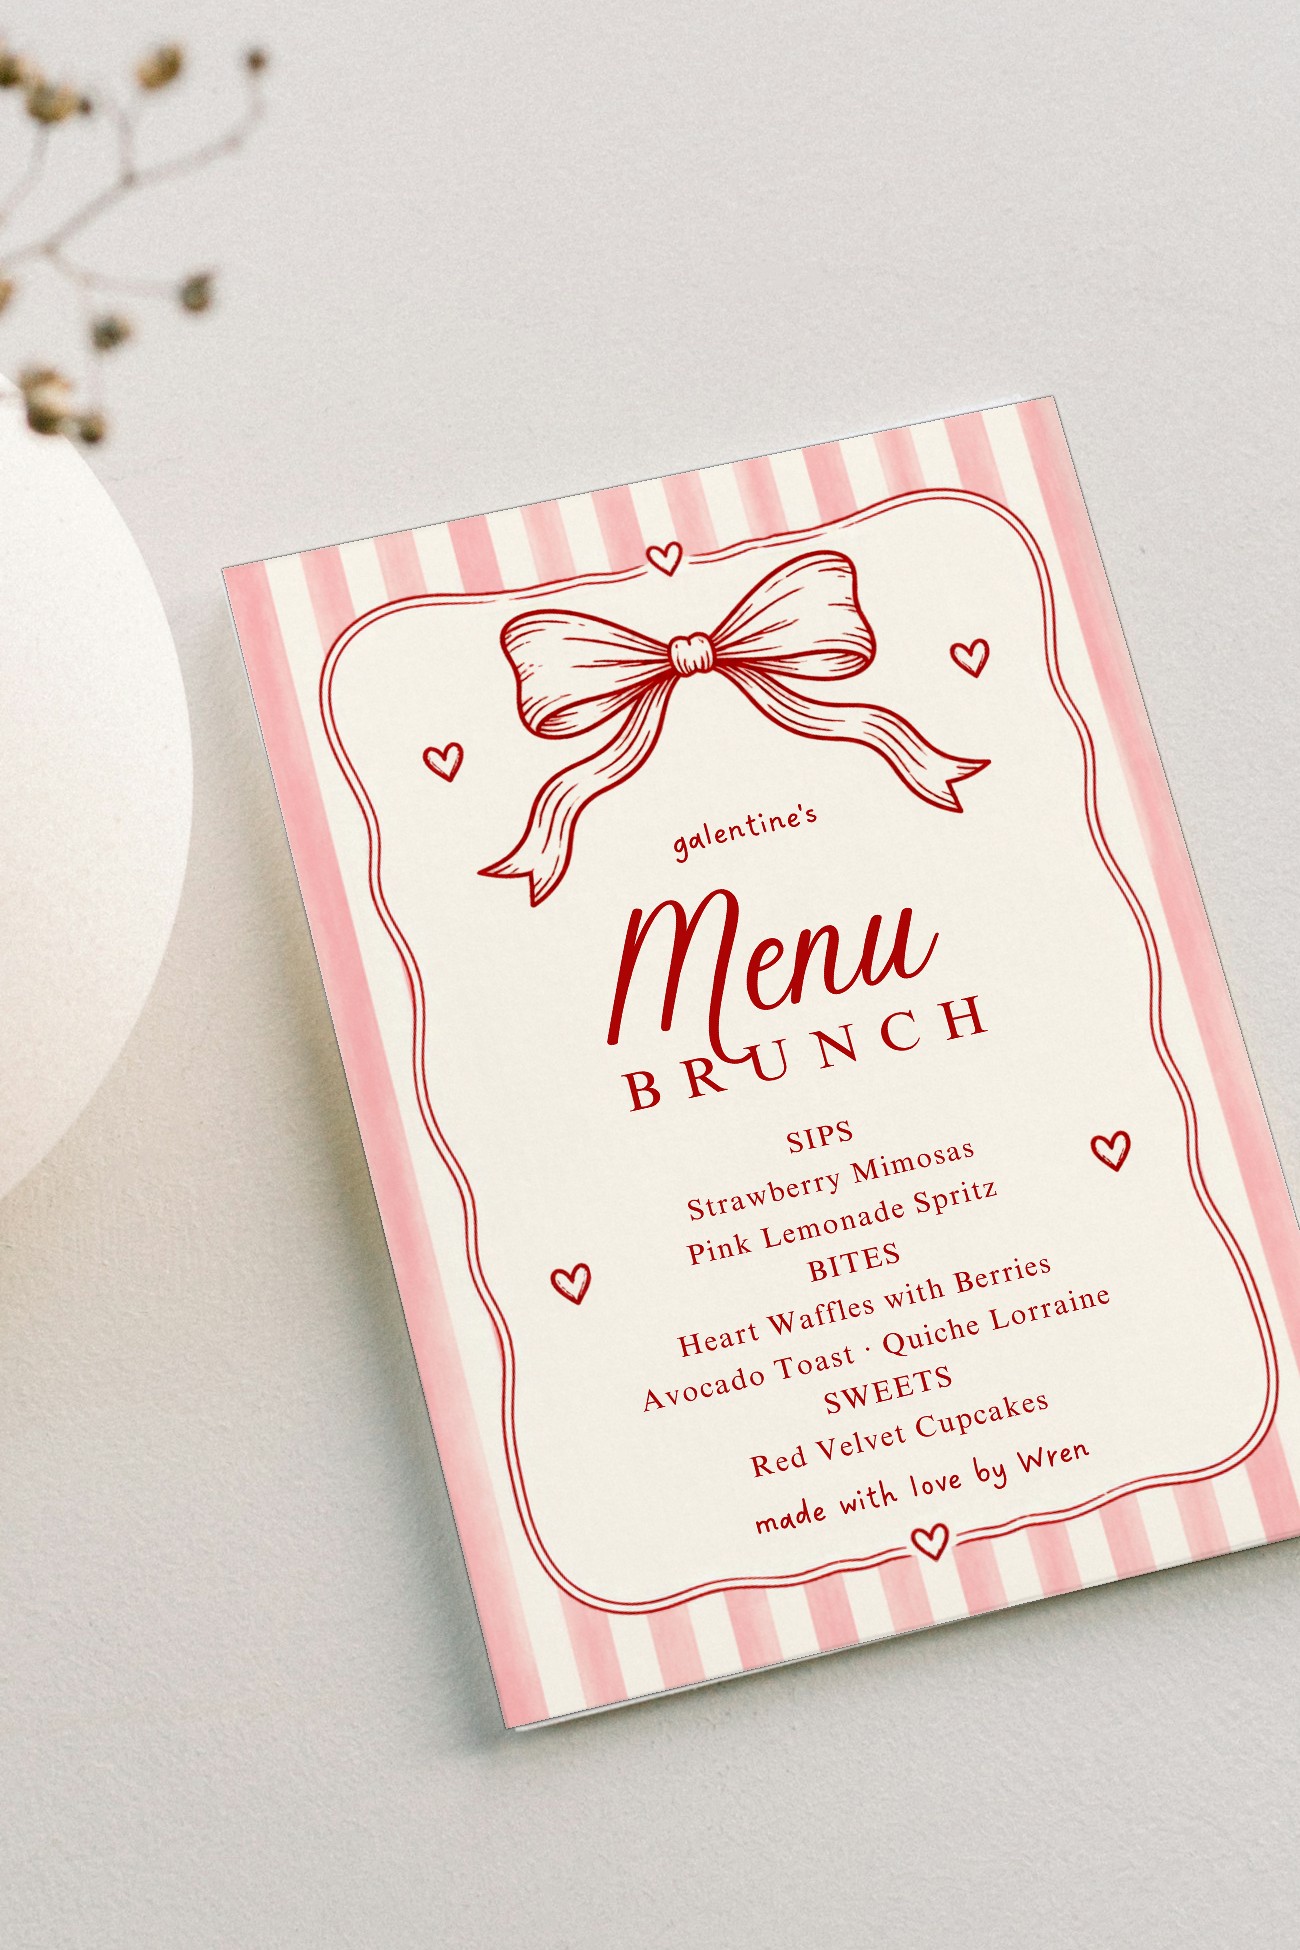 galentine's
Menu
BRUNCH
SIPS
Strawberry Mimosas
Pink Lemonade Spritz
BITES
Heart Waffles with Berries
Avocado Toast · Quiche Lorraine
SWEETS
Red Velvet Cupcakes
made with love by Wren